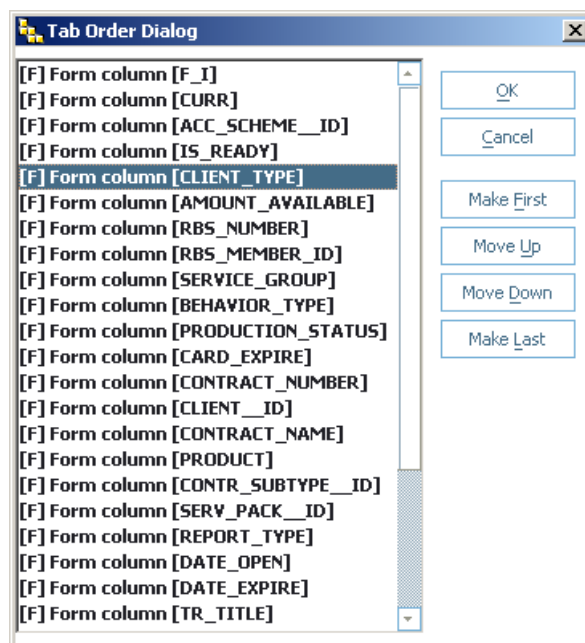 Tab Order Dialog
[F] Form column [F_I]
[F] Form column [CURR]
[F] Form column [ACC_SCHEME__ID]
[F] Form column [IS_READY]
[F] Form column [CLIENT_TYPE]
[F] Form column [AMOUNT_AVAILABLE]
[F] Form column [RBS_NUMBER]
[F] Form column [RBS_MEMBER_ID]
[F] Form column [SERVICE_GROUP]
[F] Form column [BEHAVIOR_TYPE]
[F] Form column [PRODUCTION_STATUS]
[F] Form column [CARD_EXPIRE]
[F] Form column [CONTRACT_NUMBER]
[F] Form column [CLIENT__ID]
[F] Form column [CONTRACT_NAME]
[F] Form column [PRODUCT]
[F] Form column [CONTR_SUBTYPE__ID]
[F] Form column [SERV_PACK__ID]
[F] Form column [REPORT_TYPE]
[F] Form column [DATE_OPEN]
[F] Form column [DATE_EXPIRE]
[F] Form column [TR_TITLE]
OK
Cancel
Make First
Move Up
Move Down
Make Last